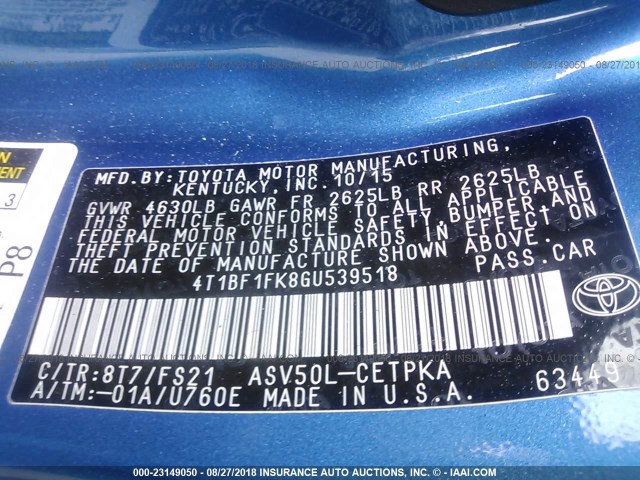 MFD. BY: TOYOTA MOTOR MANUFACTURING,
KENTUCKY, INC. 10/15
GVWR 4630LB GAWR FR 2625LB RR 2625LB
THIS VEHICLE CONFORMS TO ALL APPLICABLE
FEDERAL MOTOR VEHICLE SAFETY, BUMPER, AND
THEFT PREVENTION STANDARDS IN EFFECT ON
THE DATE OF MANUFACTURE SHOWN ABOVE.
4T1BF1FK8GU539518 PASS. CAR
C/TR: 8T7/FS21 ASV50L-CETPKA 63449
A/TM: -01A/U760E MADE IN U.S.A.
3
P8
000-23149050 - 08/27/2018 - INSURANCE AUTO AUCTIONS INC. - © - IAAI.COM